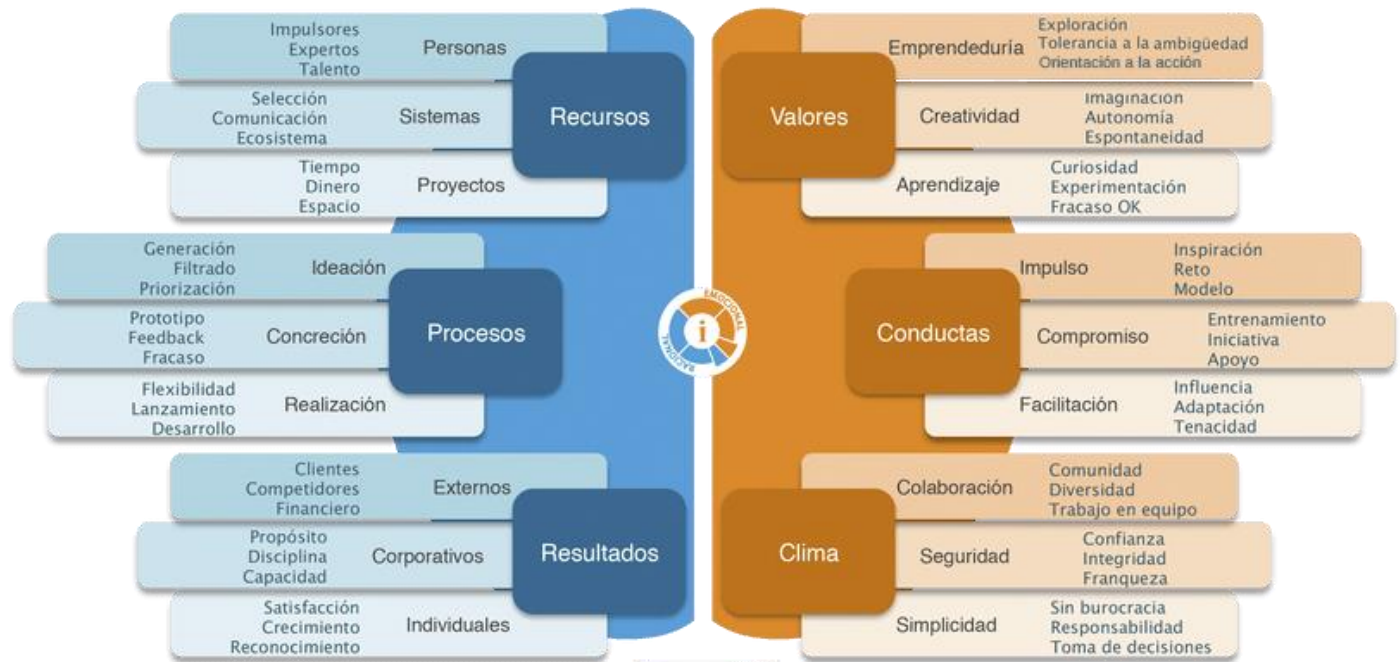 Impulsores
Expertos
Talento
Personas
Selección
Comunicación
Ecosistema
Sistemas
Tiempo
Dinero
Espacio
Proyectos
Recursos
Generación
Filtrado
Priorización
Ideación
Prototipo
Feedback
Fracaso
Concreción
Flexibilidad
Lanzamiento
Desarrollo
Realización
Procesos
Clientes
Competidores
Financiero
Externos
Propósito
Disciplina
Capacidad
Corporativos
Satisfacción
Crecimiento
Reconocimiento
Individuales
Resultados
EMOCIONAL
i
RACIONAL
Valores
Emprendeduría
Exploración
Tolerancia a la ambigüedad
Orientación a la acción
Creatividad
Imaginación
Autonomía
Espontaneidad
Aprendizaje
Curiosidad
Experimentación
Fracaso OK
Conductas
Impulso
Inspiración
Reto
Modelo
Compromiso
Entrenamiento
Iniciativa
Apoyo
Facilitación
Influencia
Adaptación
Tenacidad
Clima
Colaboración
Comunidad
Diversidad
Trabajo en equipo
Seguridad
Confianza
Integridad
Franqueza
Simplicidad
Sin burocracia
Responsabilidad
Toma de decisiones